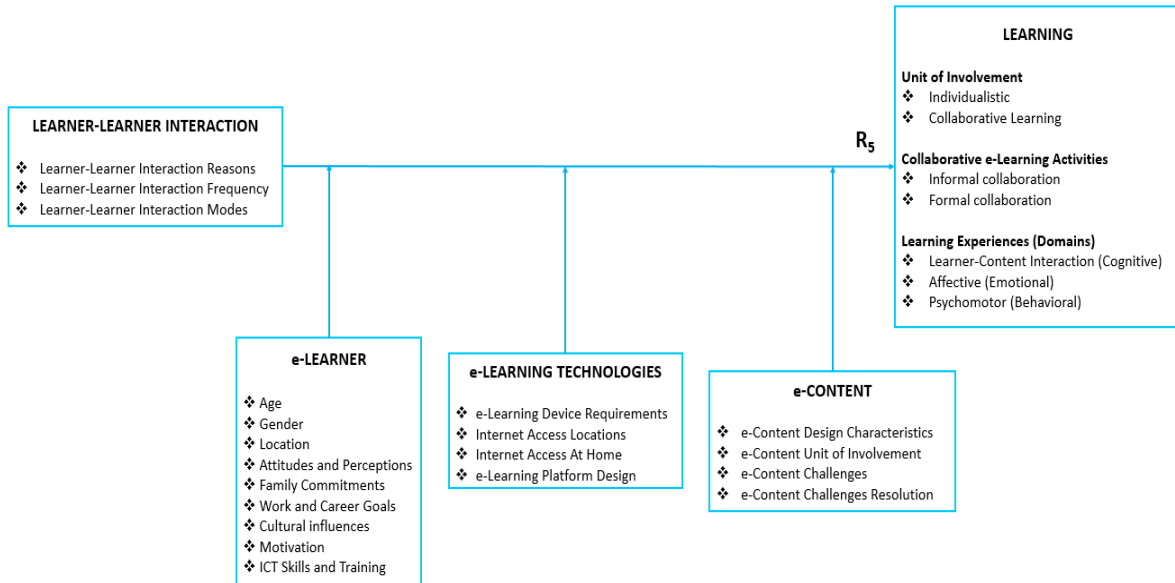 LEARNER-LEARNER INTERACTION
❖ Learner-Learner Interaction Reasons
❖ Learner-Learner Interaction Frequency
❖ Learner-Learner Interaction Modes
R₅
LEARNING
Unit of Involvement
❖ Individualistic
❖ Collaborative Learning
Collaborative e-Learning Activities
❖ Informal collaboration
❖ Formal collaboration
Learning Experiences (Domains)
❖ Learner-Content Interaction (Cognitive)
❖ Affective (Emotional)
❖ Psychomotor (Behavioral)
e-LEARNER
❖ Age
❖ Gender
❖ Location
❖ Attitudes and Perceptions
❖ Family Commitments
❖ Work and Career Goals
❖ Cultural influences
❖ Motivation
❖ ICT Skills and Training
e-LEARNING TECHNOLOGIES
❖ e-Learning Device Requirements
❖ Internet Access Locations
❖ Internet Access At Home
❖ e-Learning Platform Design
e-CONTENT
❖ e-Content Design Characteristics
❖ e-Content Unit of Involvement
❖ e-Content Challenges
❖ e-Content Challenges Resolution